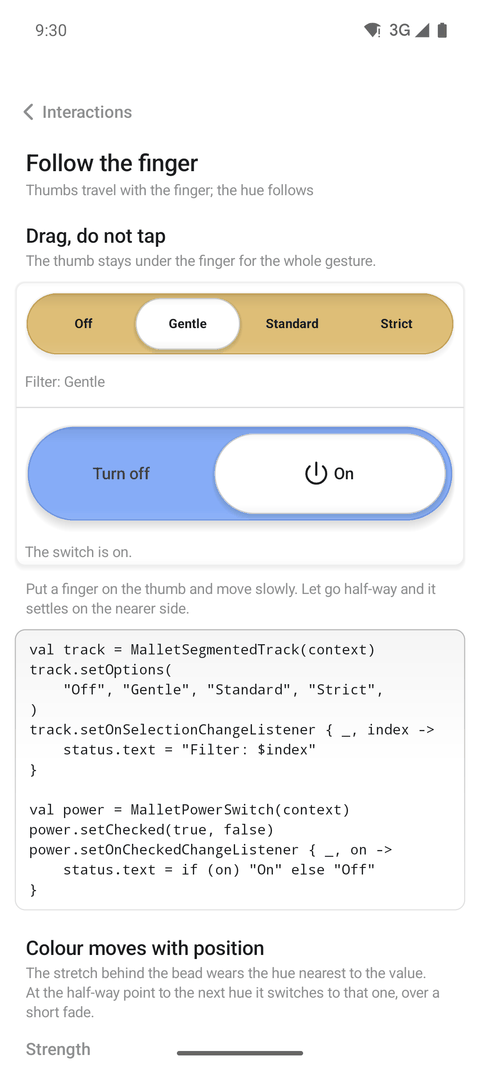 9:30
3G
Interactions
Follow the finger
Thumbs travel with the finger; the hue follows
Drag, do not tap
The thumb stays under the finger for the whole gesture.
Off Gentle Standard Strict
Filter: Gentle
Turn off On
The switch is on.
Put a finger on the thumb and move slowly. Let go half-way and it
settles on the nearer side.
val track = MalletSegmentedTrack(context)
track.setOptions(
    "Off", "Gentle", "Standard", "Strict",
)
track.setOnSelectionChangeListener { _, index ->
    status.text = "Filter: $index"
}
val power = MalletPowerSwitch(context)
power.setChecked(true, false)
power.setOnCheckedChangeListener { _, on ->
    status.text = if (on) "On" else "Off"
}
Colour moves with position
The stretch behind the bead wears the hue nearest to the value.
At the half-way point to the next hue it switches to that one, over a
short fade.
Strength